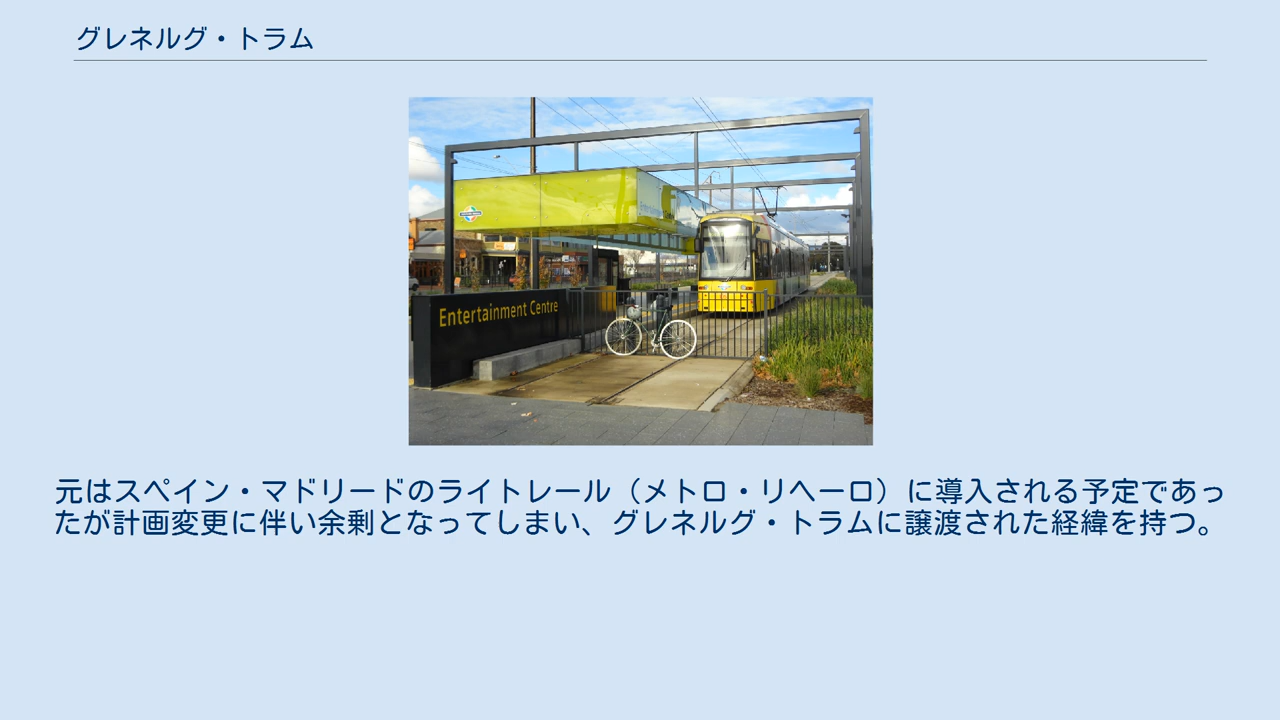 グレネルグ・トラム
Entertainment Centre
元はスペイン・マドリードのライトレール（メトロ・リヘーロ）に導入される予定であっ
たが計画変更に伴い余剰となってしまい、グレネルグ・トラムに譲渡された経緯を持つ。